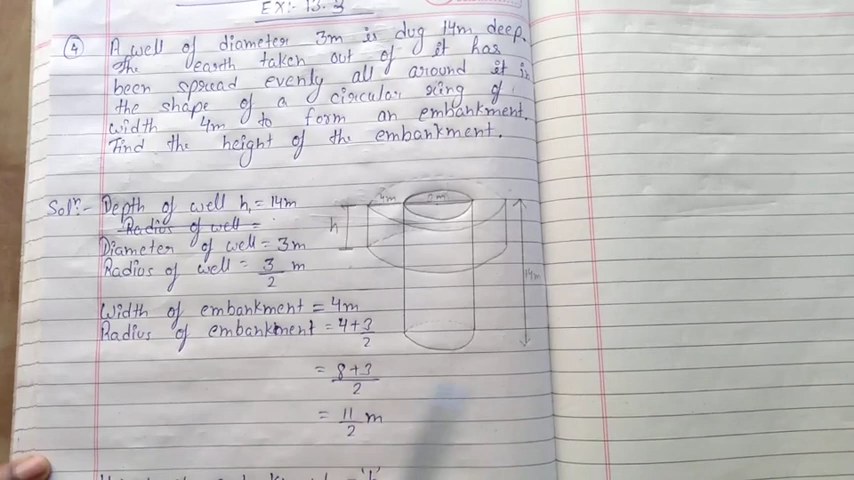 EX:- 13.3
④ A well of diameter 3m is dug 14m deep.
The earth taken out of it has
been spread evenly all around it in
the shape of a circular ring of
width 4m to form an embankment.
Find the height of the embankment.
Solⁿ:- Depth of well h₁ = 14m
Radius of well =
Diameter of well = 3m
Radius of well = 3/2 m
Width of embankment = 4m
Radius of embankment = 4+3/2
= 8+3/2
= 11/2 m
4m
3m
h
14m
'h'